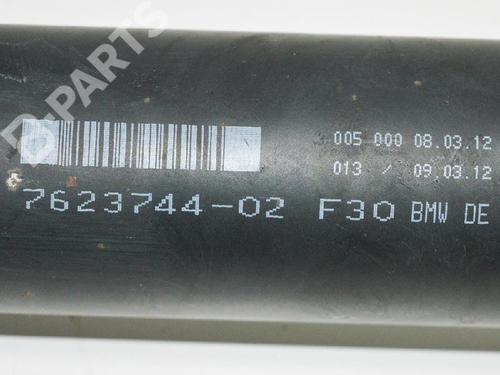 D-PARTS
005 000 08.03.12
013 / 09.03.12
7623744-02 F30 BMW DE